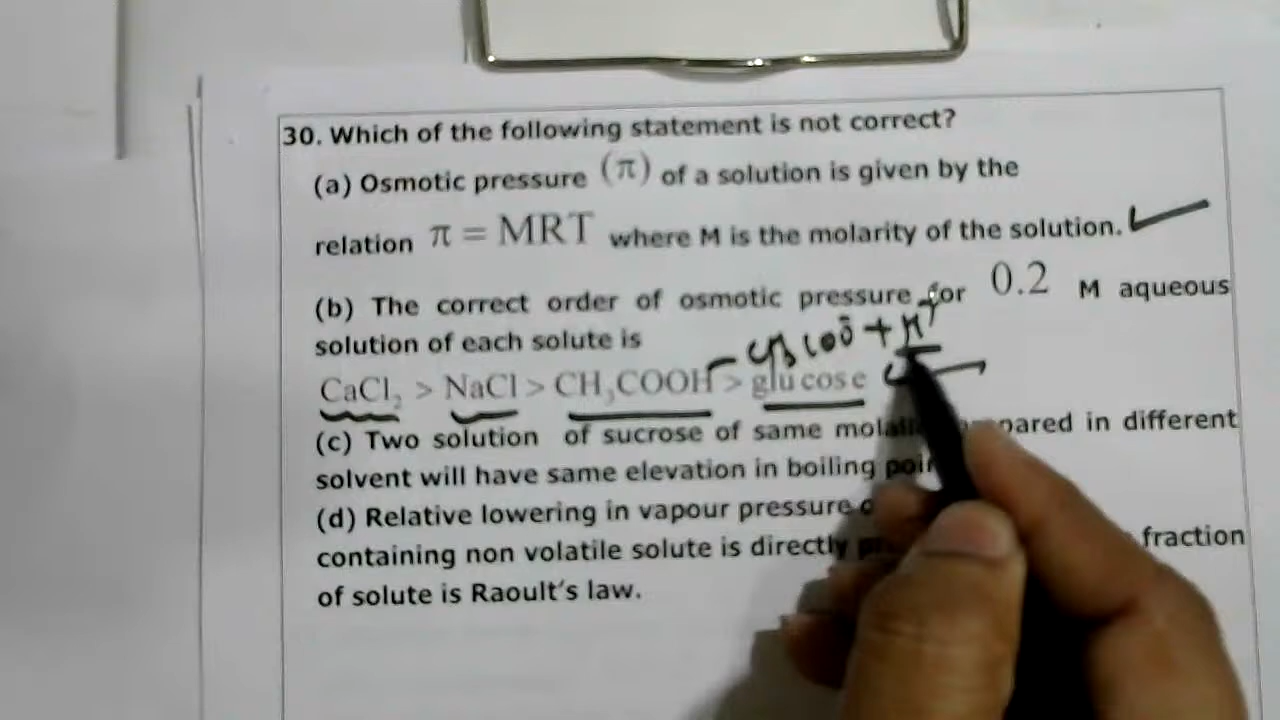 30. Which of the following statement is not correct?
(a) Osmotic pressure (π) of a solution is given by the
relation π = MRT where M is the molarity of the solution.
(b) The correct order of osmotic pressure for 0.2 M aqueous
solution of each solute is
CH₃COO⁻ + H⁺
CaCl₂ > NaCl > CH₃COOH > glucose
(c) Two solution of sucrose of same in different
solvent will have same elevation in boiling
(d) Relative lowering in vapour pressure
containing non volatile solute is directly fraction
of solute is Raoult's law.